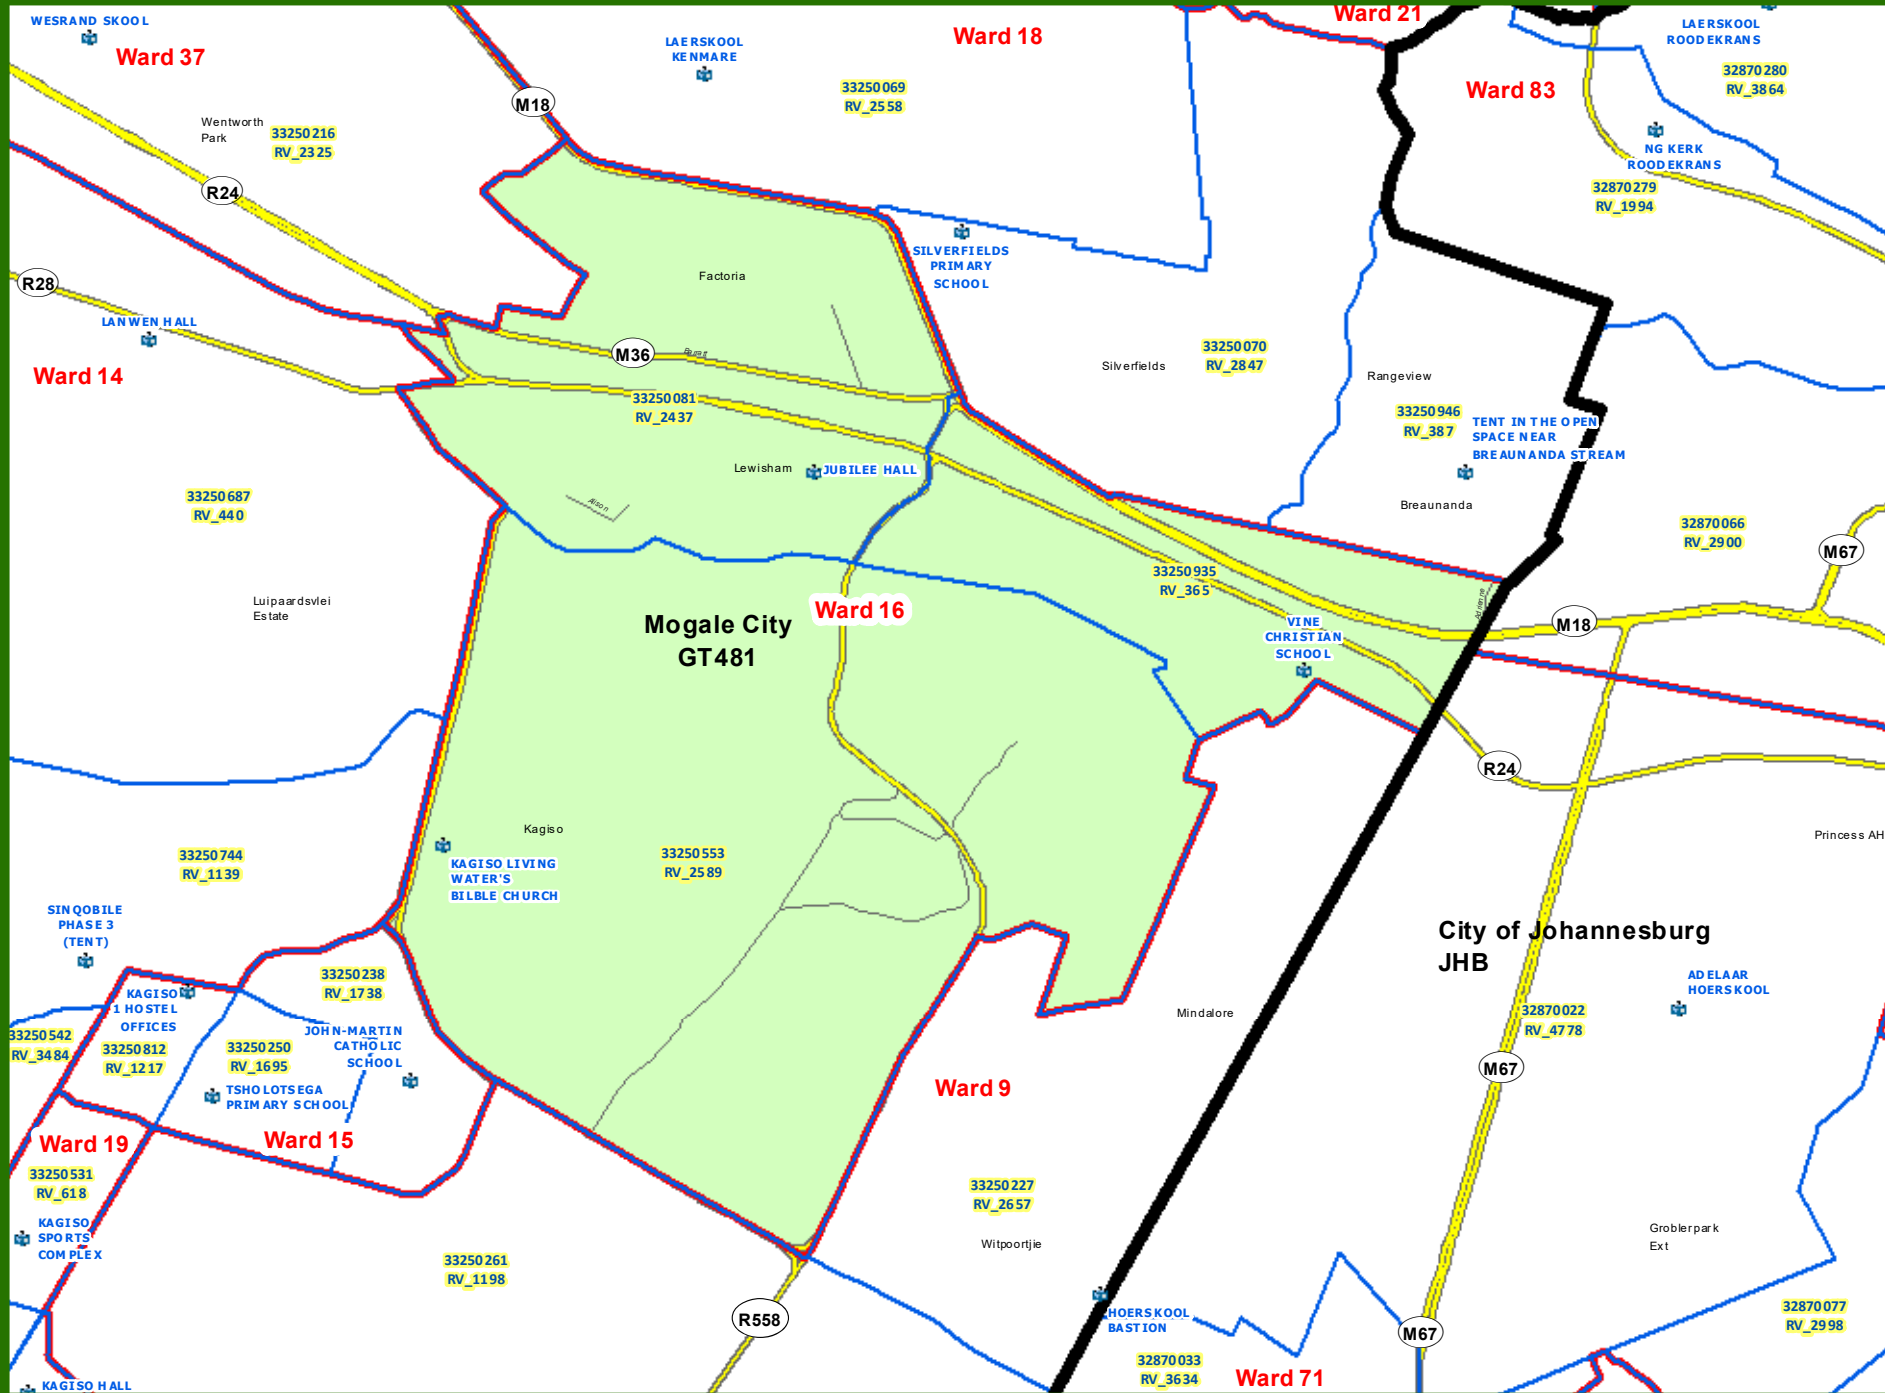 WESRAND SKOOL
Ward 37
LAERSKOOL
KENMARE
Ward 18
Ward 21
LAERSKOOL
ROODEKRANS
33250069
RV_2558
Ward 83
32870280
RV_3864
M18
Wentworth
Park
33250216
RV_2325
NG KERK
ROODEKRANS
32870279
RV_1994
R24
SILVERFIELDS
PRIMARY
SCHOOL
Factoria
R28
LANWEN HALL
M36
Ward 14
33250081
RV_2437
Silverfields
33250070
RV_2847
Rangeview
33250946
RV_387
TENT IN THE OPEN
SPACE NEAR
BREAUNANDA STREAM
Lewisham
JUBILEE HALL
Alson
33250687
RV_440
Breaunanda
32870066
RV_2900
M67
33250935
RV_365
Luipaardsvlei
Estate
Mogale City
GT481
Ward 16
Adrienne
VINE
CHRISTIAN
SCHOOL
M18
R24
Kagiso
33250744
RV_1139
KAGISO LIVING
WATER'S
BILBLE CHURCH
33250553
RV_2589
Princess AH
SINQOBILE
PHASE 3
(TENT)
City of Johannesburg
JHB
33250238
RV_1738
KAGISO
1 HOSTEL
OFFICES
ADELAAR
HOERSKOOL
Mindalore
32870022
RV_4778
33250542
RV_3484
33250812
RV_1217
33250250
RV_1695
JOHN-MARTIN
CATHOLIC
SCHOOL
M67
TSHOLOTSEGA
PRIMARY SCHOOL
Ward 9
Ward 19
Ward 15
33250531
RV_618
33250227
RV_2657
KAGISO
SPORTS
COMPLEX
Witpoortjie
Groblerpark
Ext
33250261
RV_1198
R558
HOERSKOOL
BASTION
M67
32870077
RV_2998
32870033
RV_3634
Ward 71
KAGISO HALL